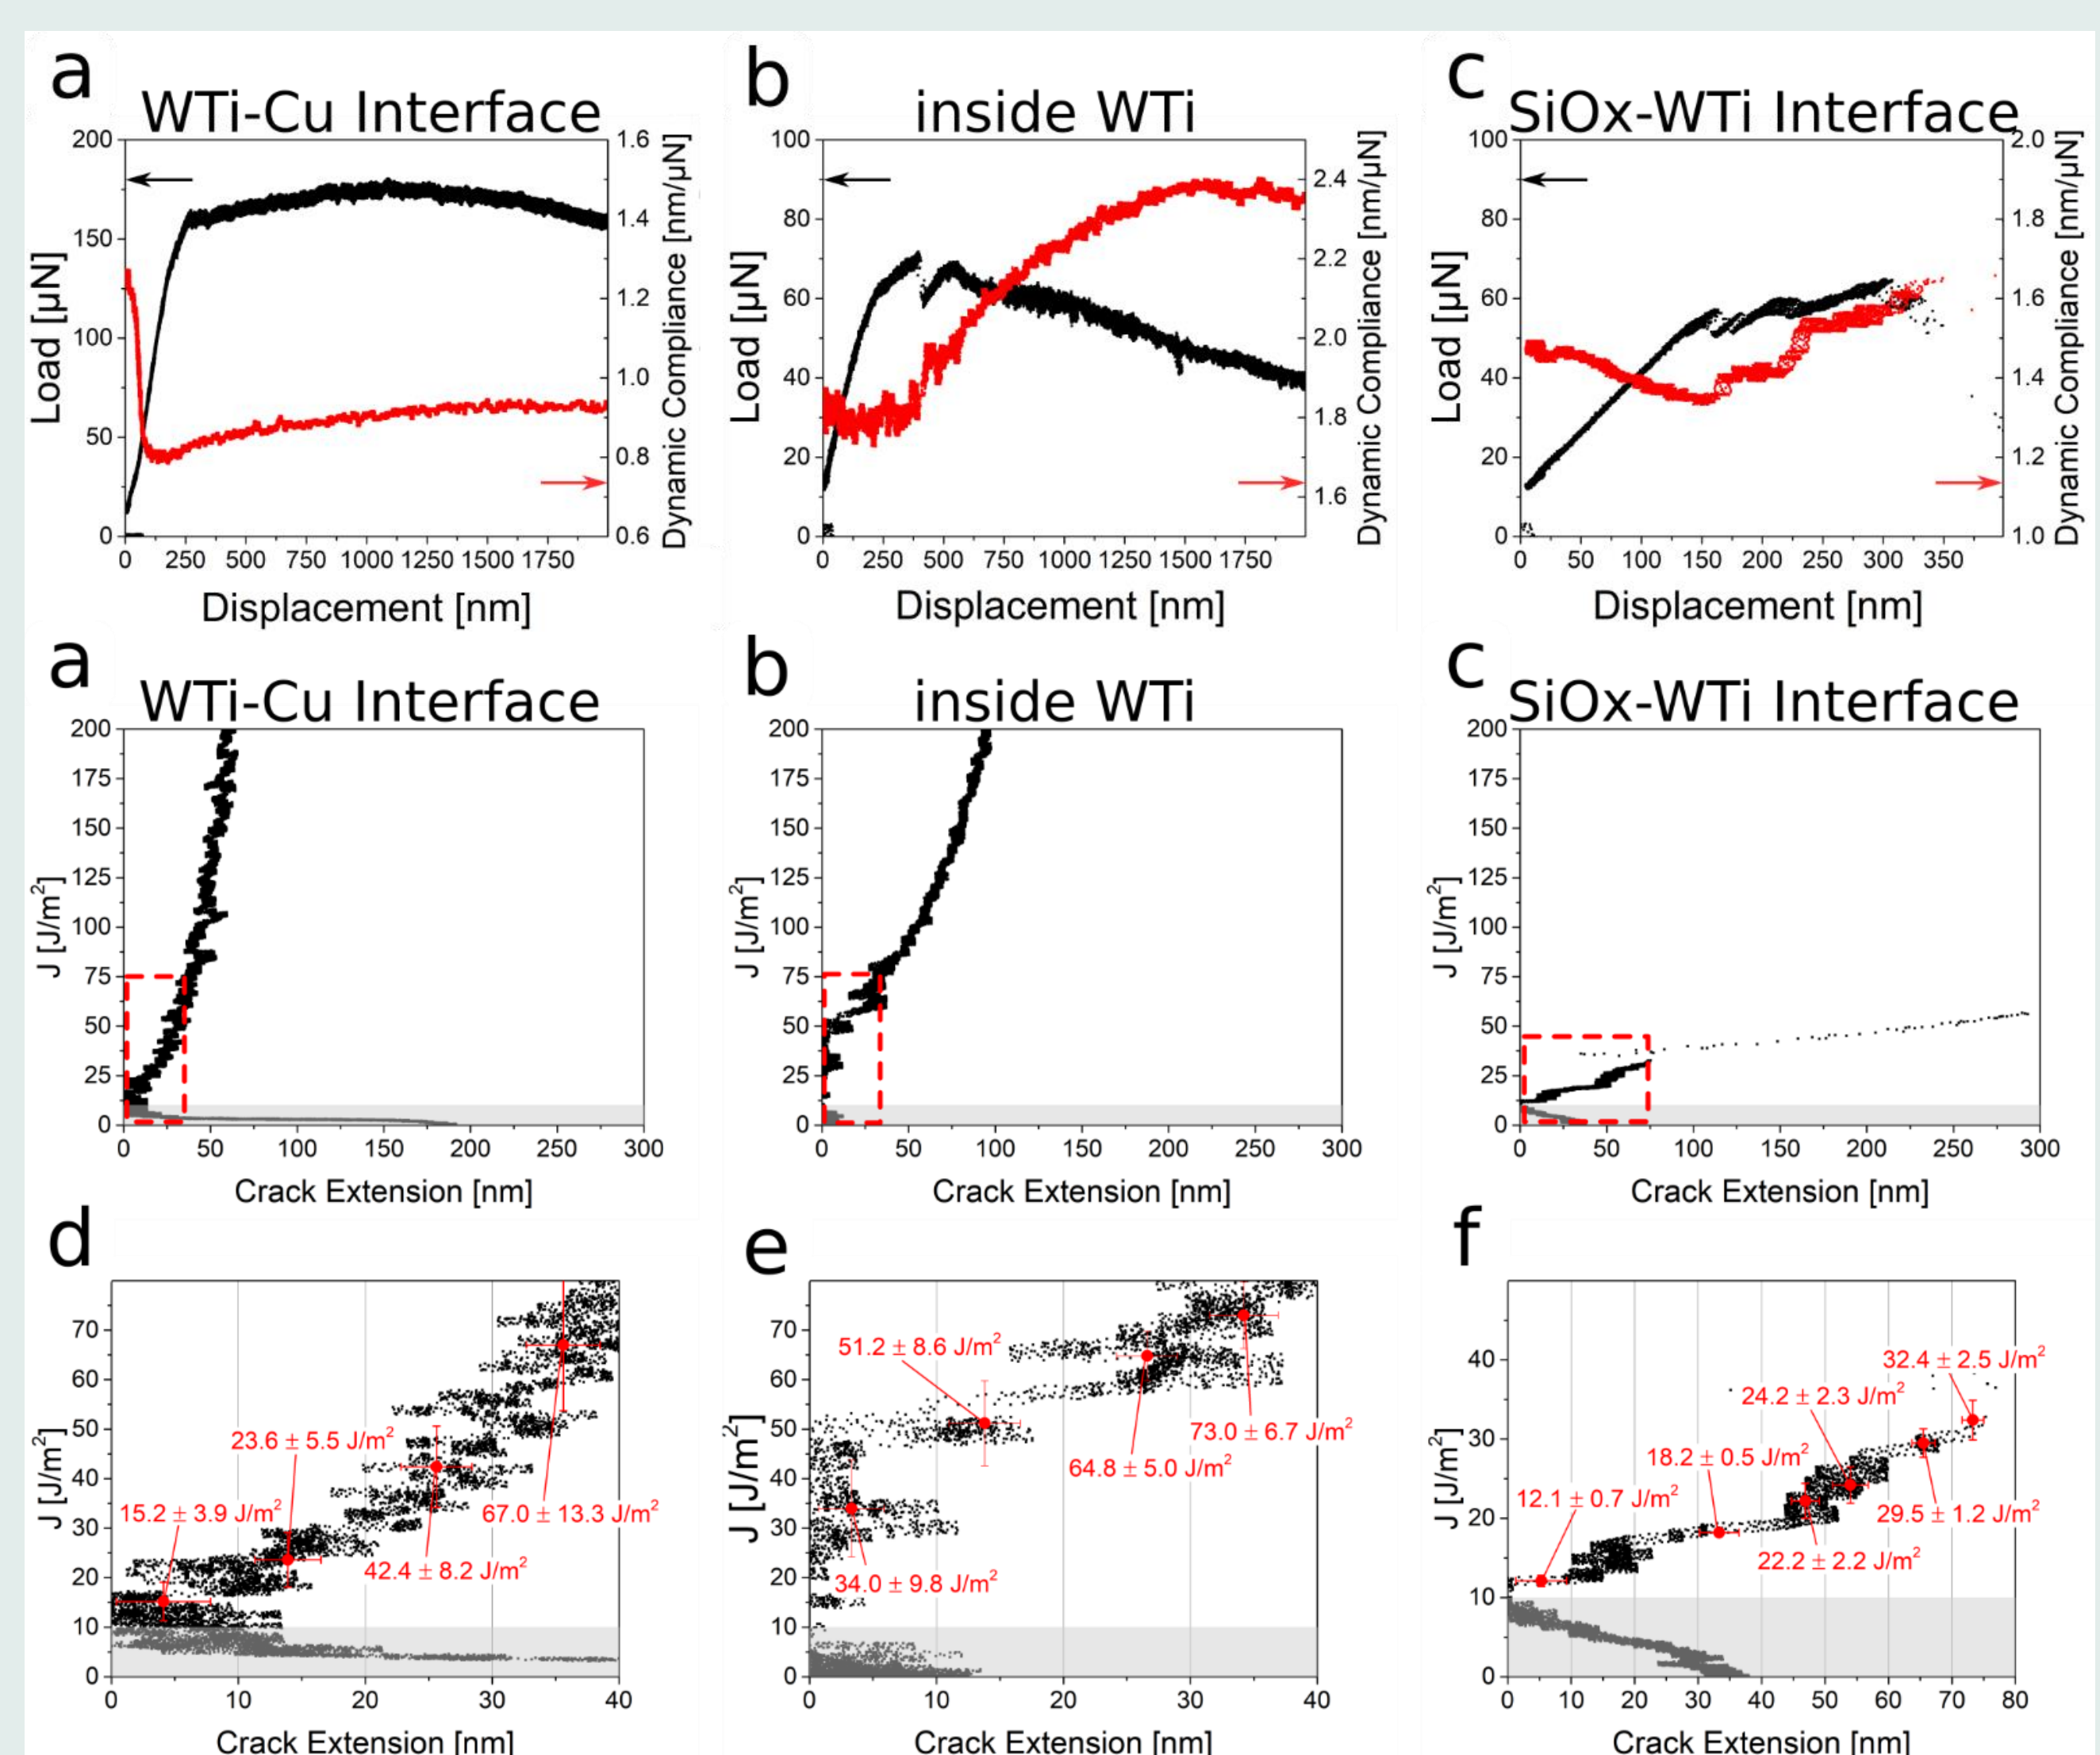 a
WTi-Cu Interface
200
150
100
50
0
Load [µN]
1.6
1.4
1.2
1.0
0.8
0.6
Dynamic Compliance [nm/µN]
0 250 500 750 1000 1250 1500 1750
Displacement [nm]
b
inside WTi
100
80
60
40
20
0
Load [µN]
2.4
2.2
2.0
1.8
1.6
Dynamic Compliance [nm/µN]
0 250 500 750 1000 1250 1500 1750
Displacement [nm]
c
SiOx-WTi Interface
100
80
60
40
20
0
Load [µN]
2.0
1.8
1.6
1.4
1.2
1.0
Dynamic Compliance [nm/µN]
0 50 100 150 200 250 300 350
Displacement [nm]
a
WTi-Cu Interface
200
175
150
125
100
75
50
25
0
J [J/m²]
0 50 100 150 200 250 300
Crack Extension [nm]
b
inside WTi
200
175
150
125
100
75
50
25
0
J [J/m²]
0 50 100 150 200 250 300
Crack Extension [nm]
c
SiOx-WTi Interface
200
175
150
125
100
75
50
25
0
J [J/m²]
0 50 100 150 200 250 300
Crack Extension [nm]
d
70
60
50
40
30
20
10
0
J [J/m²]
23.6 ± 5.5 J/m²
15.2 ± 3.9 J/m²
67.0 ± 13.3 J/m²
42.4 ± 8.2 J/m²
0 10 20 30 40
Crack Extension [nm]
e
70
60
50
40
30
20
10
0
J [J/m²]
51.2 ± 8.6 J/m²
73.0 ± 6.7 J/m²
64.8 ± 5.0 J/m²
34.0 ± 9.8 J/m²
0 10 20 30 40
Crack Extension [nm]
f
40
30
20
10
0
J [J/m²]
32.4 ± 2.5 J/m²
24.2 ± 2.3 J/m²
18.2 ± 0.5 J/m²
12.1 ± 0.7 J/m²
29.5 ± 1.2 J/m²
22.2 ± 2.2 J/m²
0 10 20 30 40 50 60 70 80
Crack Extension [nm]